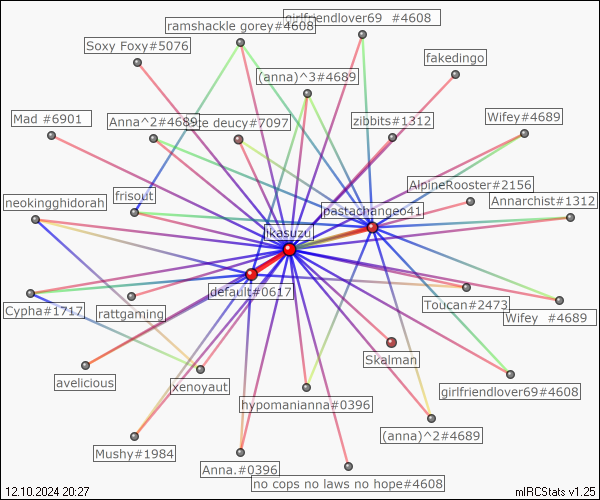 girlfriendlover69  #4608
ramshackle gorey#4608
Soxy Foxy#5076
fakedingo
(anna)^3#4689
Mad #6901
Anna^2#4689
deucy#7097
zibbits#1312
Wifey#4689
AlpineRooster#2156
neokingghidorah
frisout
pastachangeo41
Annarchist#1312
ikasuzu
default#0617
Cypha#1717
rattgaming
Toucan#2473
Wifey  #4689
Skalman
avelicious
xenoyaut
girlfriendlover69#4608
hypomanianna#0396
(anna)^2#4689
Mushy#1984
Anna.#0396
no cops no laws no hope#4608
12.10.2024 20:27
mIRCStats v1.25